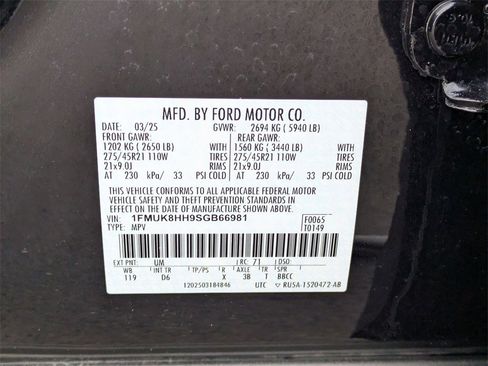 MFD. BY FORD MOTOR CO.
DATE: 03/25 GVWR: 2694 KG ( 5940 LB)
FRONT GAWR: REAR GAWR:
1202 KG ( 2650 LB) WITH 1560 KG ( 3440 LB) WITH
275/45R21 110W TIRES 275/45R21 110W TIRES
21x9.0J RIMS 21x9.0J RIMS
AT 230 kPa/ 33 PSI COLD AT 230 kPa/ 33 PSI COLD
THIS VEHICLE CONFORMS TO ALL APPLICABLE FEDERAL MOTOR
VEHICLE SAFETY AND THEFT PREVENTION STANDARDS IN
EFFECT ON THE DATE OF MANUFACTURE SHOWN ABOVE.
VIN: 1FMUK8HH9SGB66981 F0065
TYPE: MPV T0149
EXT PNT: UM RC: 71 DSO:
WB INT TR TP/PS R AXLE T SPR
119 D6 X 3B T BBCC
1202503184846 UTC ▽ RU5A-1520472-AB